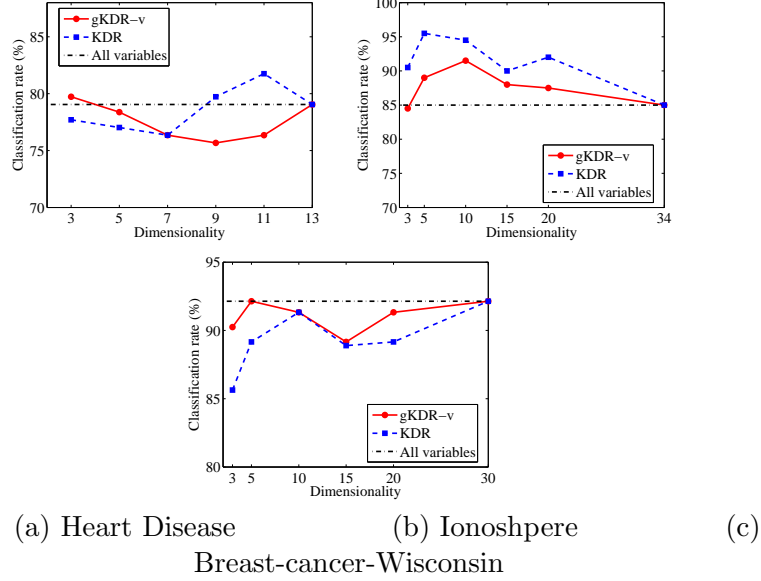 gKDR−v
KDR
All variables
Classification rate (%)
85
80
75
70
3 5 7 9 11 13
Dimensionality
100
95
90
85
80
75
70
Classification rate (%)
gKDR−v
KDR
All variables
3 5 10 15 20 34
Dimensionality
95
90
85
80
Classification rate (%)
gKDR−v
KDR
All variables
3 5 10 15 20 30
Dimensionality
(a) Heart Disease (b) Ionoshpere (c)
Breast-cancer-Wisconsin